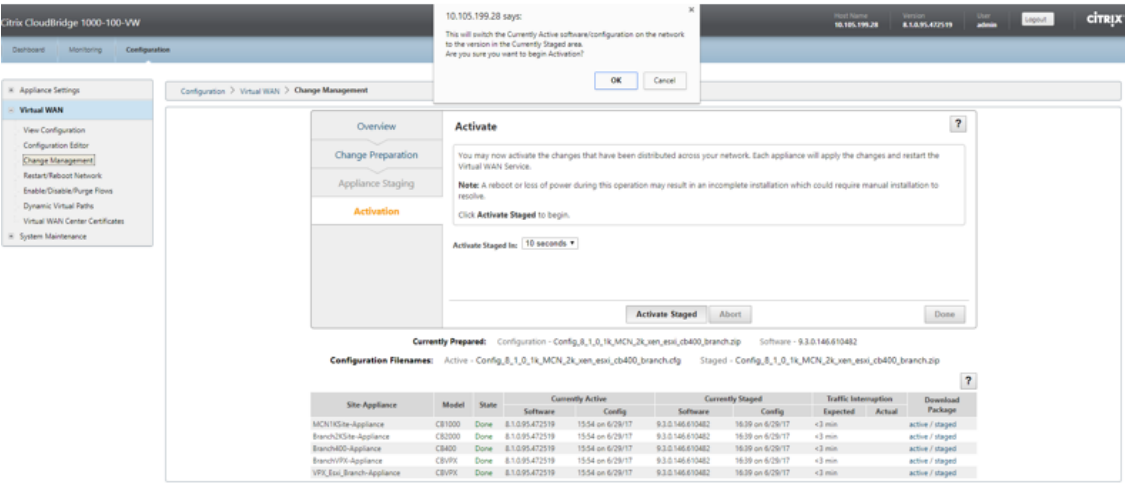 Citrix CloudBridge 1000-100-VW
10.105.199.28 says:
This will switch the Currently Active software/configuration on the network
to the version in the Currently Staged area.
Are you sure you want to begin Activation?
OK Cancel
Host Name Version User
10.105.199.28 8.1.0.95.472519 admin
Logout
CITRIX
Dashboard Monitoring Configuration
Appliance Settings
Virtual WAN
View Configuration
Configuration Editor
Change Management
Restart/Reboot Network
Enable/Disable/Purge Flows
Dynamic Virtual Paths
Virtual WAN Center Certificates
System Maintenance
Configuration > Virtual WAN > Change Management
Overview
Change Preparation
Appliance Staging
Activation
Activate ?
You may now activate the changes that have been distributed across your network. Each appliance will apply the changes and restart the
Virtual WAN Service.
Note: A reboot or loss of power during this operation may result in an incomplete installation which could require manual installation to
resolve.
Click Activate Staged to begin.
Activate Staged In: 10 seconds
Activate Staged Abort Done
Currently Prepared: Configuration - Config_8_1_0_1k_MCN_2k_xen_esxi_cb400_branch.zip Software - 9.3.0.146.610482
Configuration Filenames: Active - Config_8_1_0_1k_MCN_2k_xen_esxi_cb400_branch.cfg Staged - Config_8_1_0_1k_MCN_2k_xen_esxi_cb400_branch.zip
?
Site-Appliance Model State Currently Active Currently Staged Traffic Interruption Download Package
Software Config Software Config Expected Actual
MCN1KSite-Appliance CB1000 Done 8.1.0.95.472519 15:54 on 6/29/17 9.3.0.146.610482 16:39 on 6/29/17 <3 min active / staged
Branch2KSite-Appliance CB2000 Done 8.1.0.95.472519 15:54 on 6/29/17 9.3.0.146.610482 16:39 on 6/29/17 <3 min active / staged
Branch400-Appliance CB400 Done 8.1.0.95.472519 15:54 on 6/29/17 9.3.0.146.610482 16:39 on 6/29/17 <3 min active / staged
BranchVPX-Appliance CBVPX Done 8.1.0.95.472519 15:54 on 6/29/17 9.3.0.146.610482 16:39 on 6/29/17 <3 min active / staged
VPX_Esxi_Branch-Appliance CBVPX Done 8.1.0.95.472519 15:54 on 6/29/17 9.3.0.146.610482 16:39 on 6/29/17 <3 min active / staged